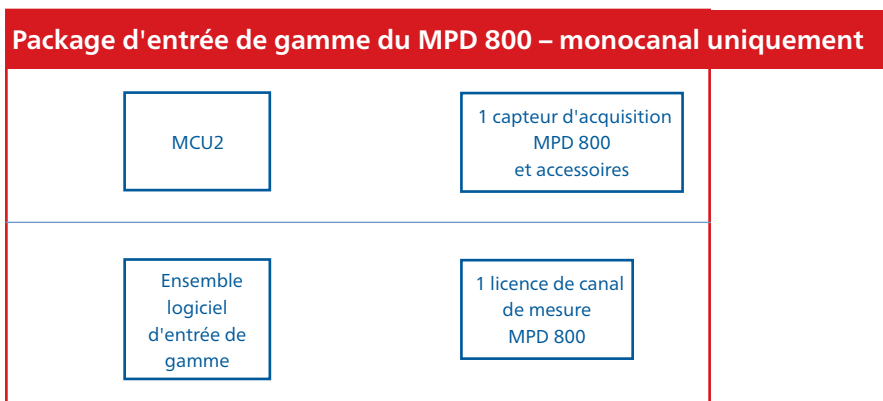 Package d'entrée de gamme du MPD 800 – monocanal uniquement
MCU2
1 capteur d'acquisition
MPD 800
et accessoires
Ensemble
logiciel
d'entrée de
gamme
1 licence de canal
de mesure
MPD 800